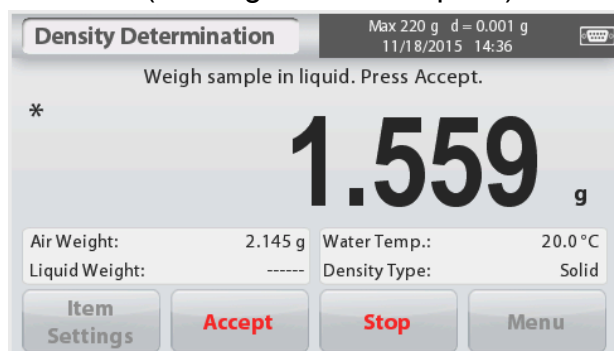 Density Determination
Max 220 g d = 0.001 g
11/18/2015 14:36
Weigh sample in liquid. Press Accept.
*
1.559 g
Air Weight: 2.145 g Water Temp.: 20.0 °C
Liquid Weight: ------ Density Type: Solid
Item Settings
Accept
Stop
Menu